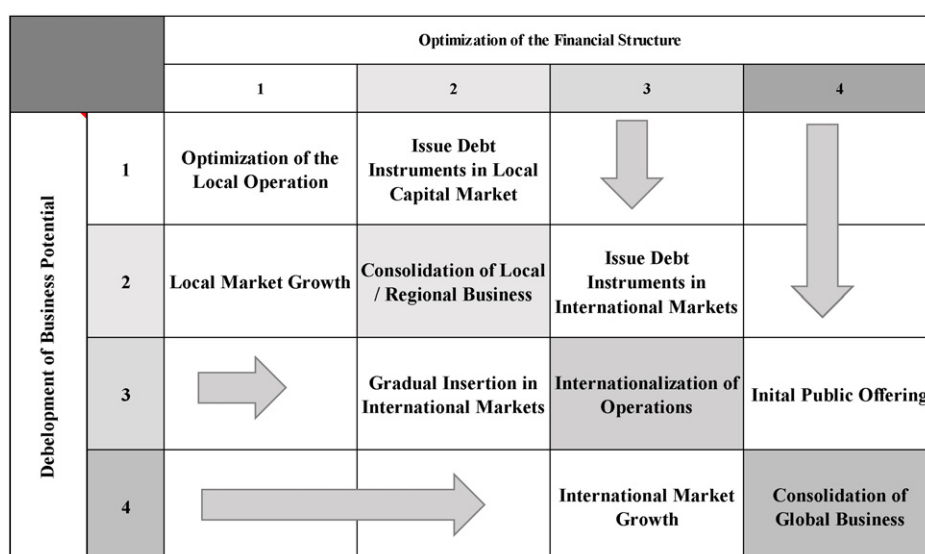 Optimization of the Financial Structure
1 2 3 4
Debelopment of Business Potential
1
Optimization of the
Local Operation
Issue Debt
Instruments in Local
Capital Market
2
Local Market Growth
Consolidation of Local
/ Regional Business
Issue Debt
Instruments in
International Markets
3
Gradual Insertion in
International Markets
Internationalization of
Operations
Inital Public Offering
4
International Market
Growth
Consolidation of
Global Business